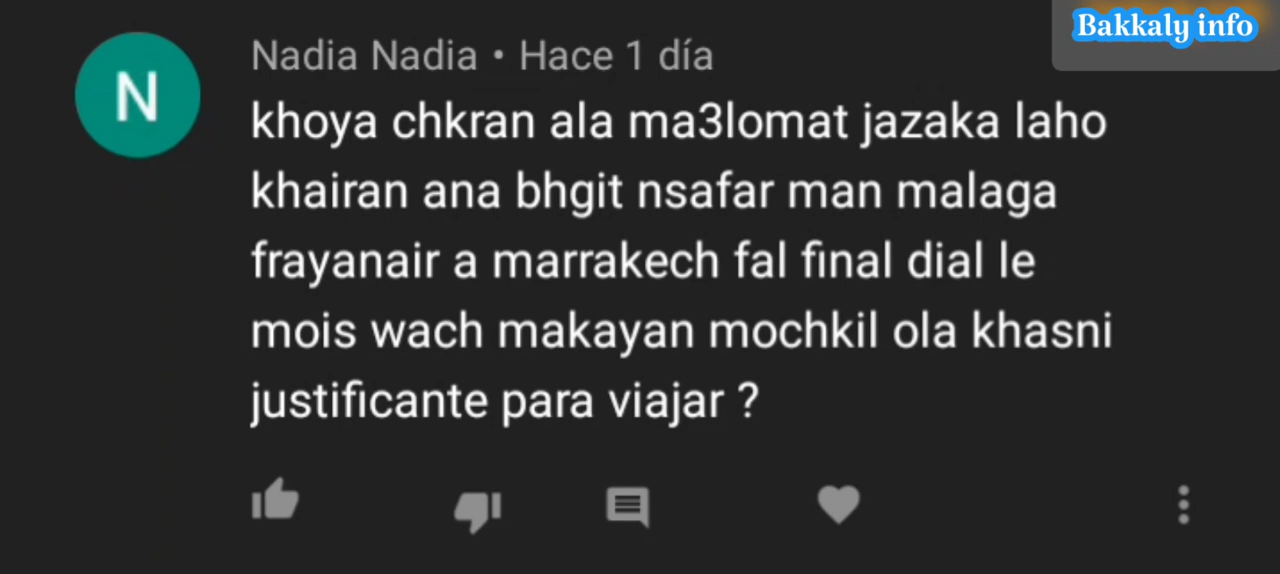 Bakkaly info
N
Nadia Nadia • Hace 1 día
khoya chkran ala ma3lomat jazaka laho
khairan ana bhgit nsafar man malaga
frayanair a marrakech fal final dial le
mois wach makayan mochkil ola khasni
justificante para viajar ?